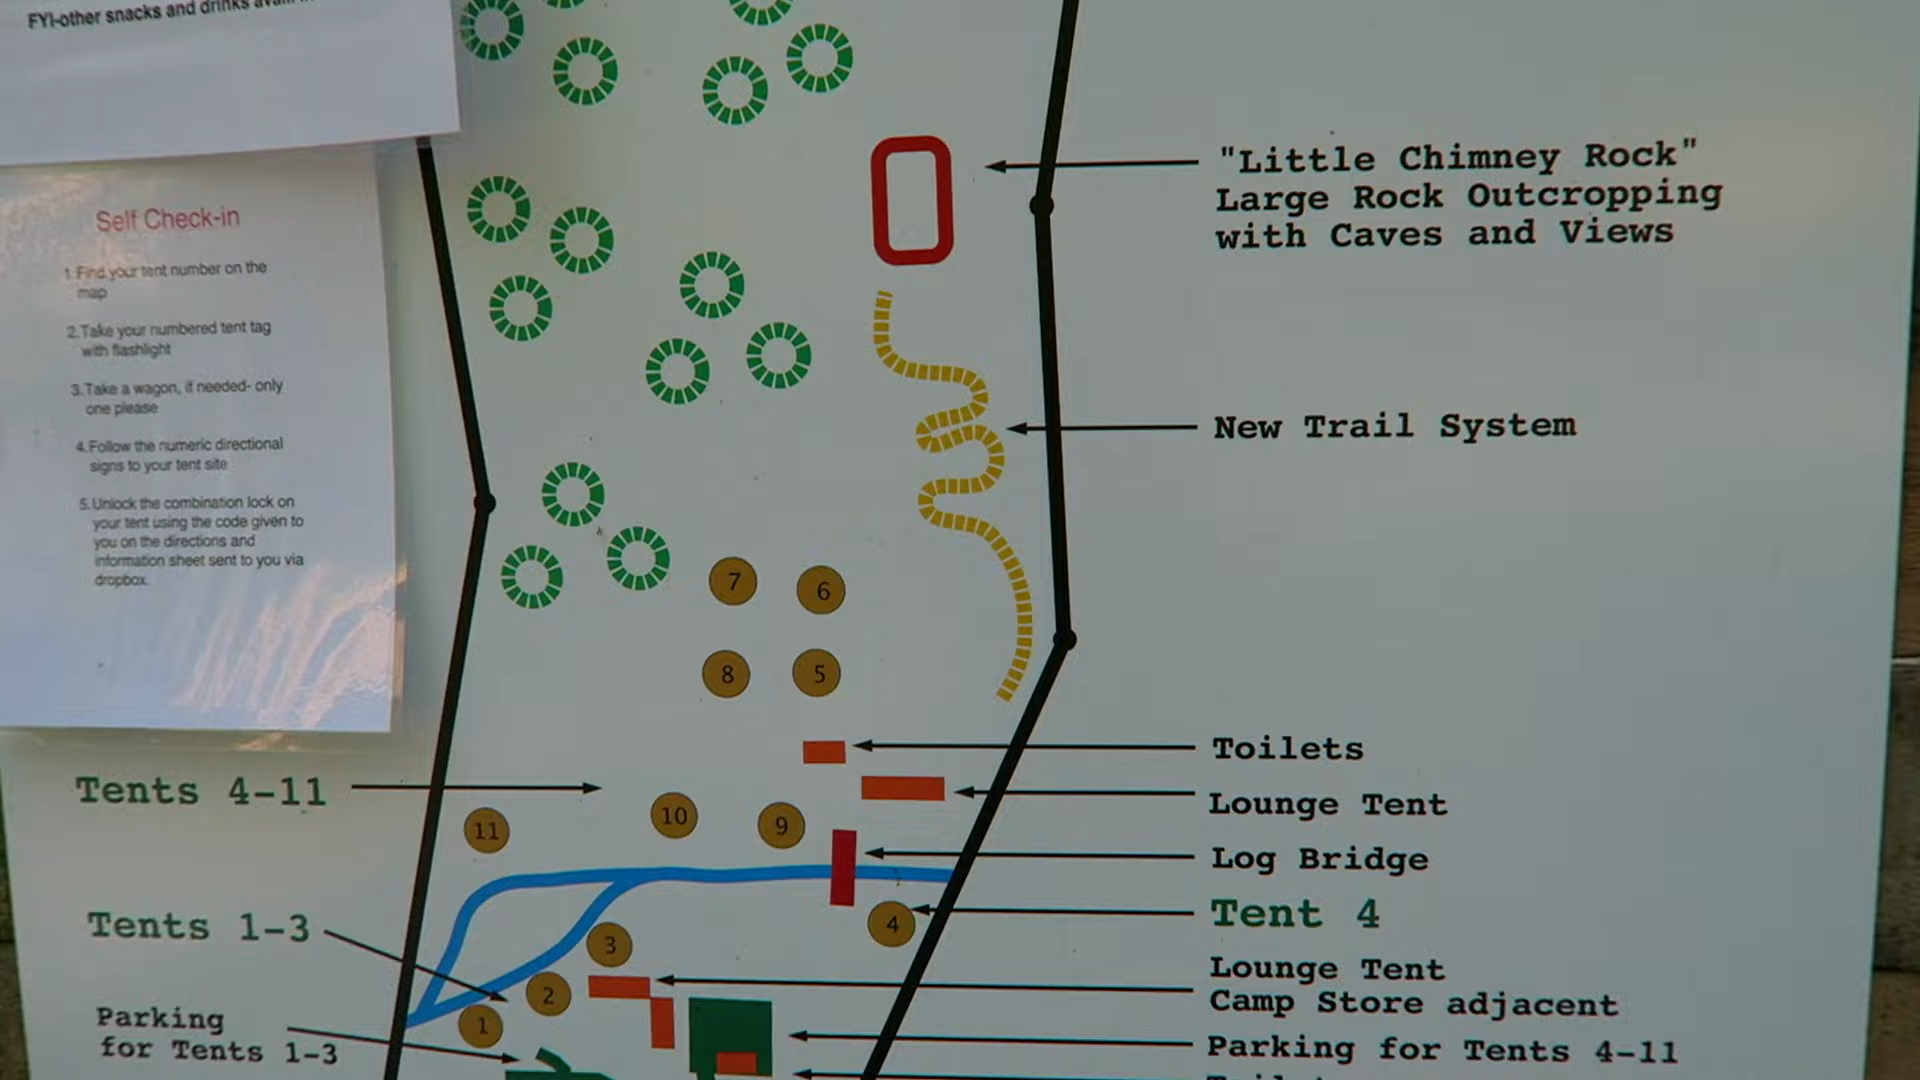 FYI-other snacks and drinks
Self Check-in
1. Find your tent number on the
map
2. Take your numbered tent tag
with flashlight
3. Take a wagon, if needed- only
one please
4. Follow the numeric directional
signs to your tent site
5. Unlock the combination lock on
your tent using the code given to
you on the directions and
information sheet sent to you via
dropbox.
"Little Chimney Rock"
Large Rock Outcropping
with Caves and Views
New Trail System
7
6
8
5
Toilets
Lounge Tent
Tents 4-11
11
10
9
Log Bridge
Tent 4
4
Tents 1-3
3
2
1
Lounge Tent
Camp Store adjacent
Parking
for Tents 1-3
Parking for Tents 4-11